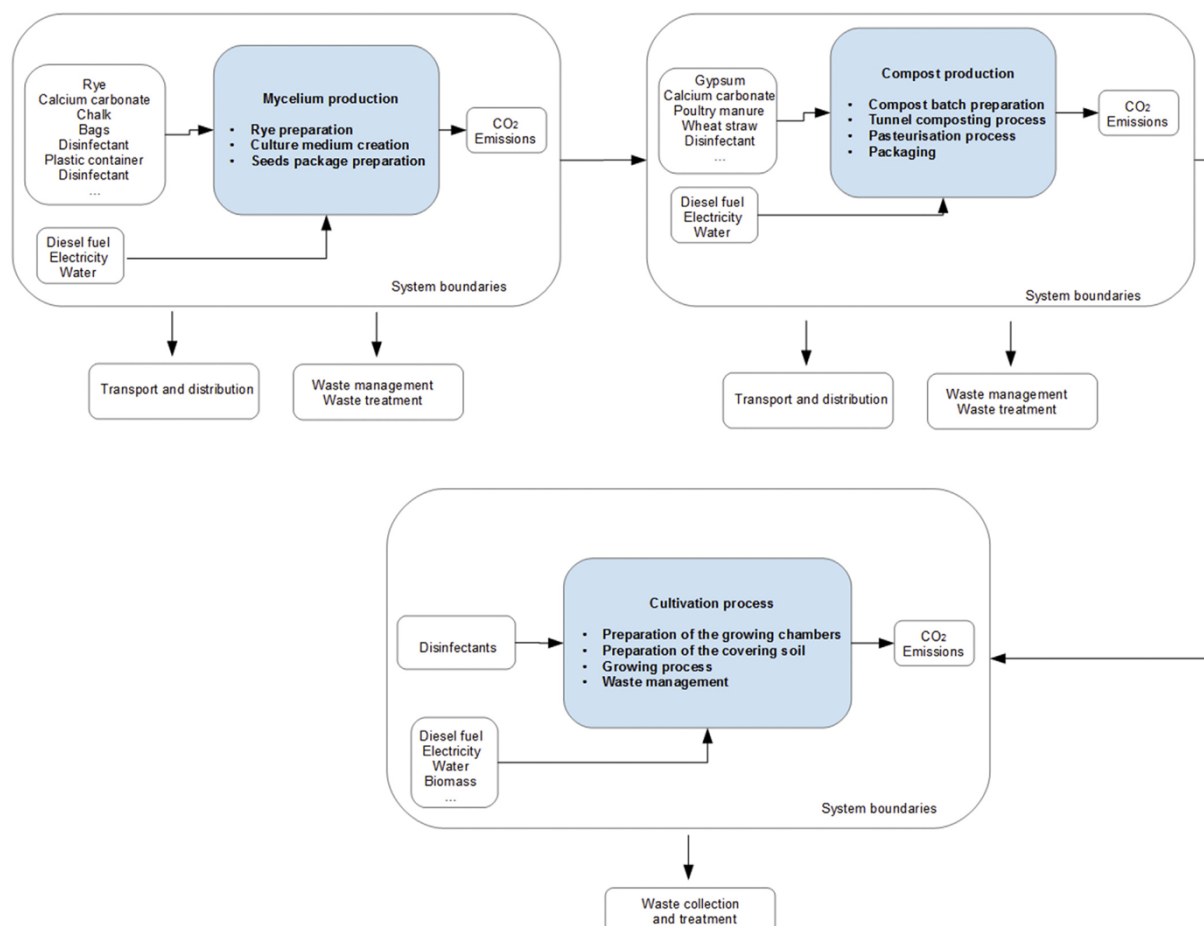 Rye
Calcium carbonate
Chalk
Bags
Disinfectant
Plastic container
Disinfectant
...
Mycelium production
• Rye preparation
• Culture medium creation
• Seeds package preparation
CO2
Emissions
Diesel fuel
Electricity
Water
System boundaries
Transport and distribution
Waste management
Waste treatment
Gypsum
Calcium carbonate
Poultry manure
Wheat straw
Disinfectant
...
Compost production
• Compost batch preparation
• Tunnel composting process
• Pasteurisation process
• Packaging
CO2
Emissions
Diesel fuel
Electricity
Water
System boundaries
Transport and distribution
Waste management
Waste treatment
Disinfectants
Cultivation process
• Preparation of the growing chambers
• Preparation of the covering soil
• Growing process
• Waste management
CO2
Emissions
Diesel fuel
Electricity
Water
Biomass
...
System boundaries
Waste collection
and treatment